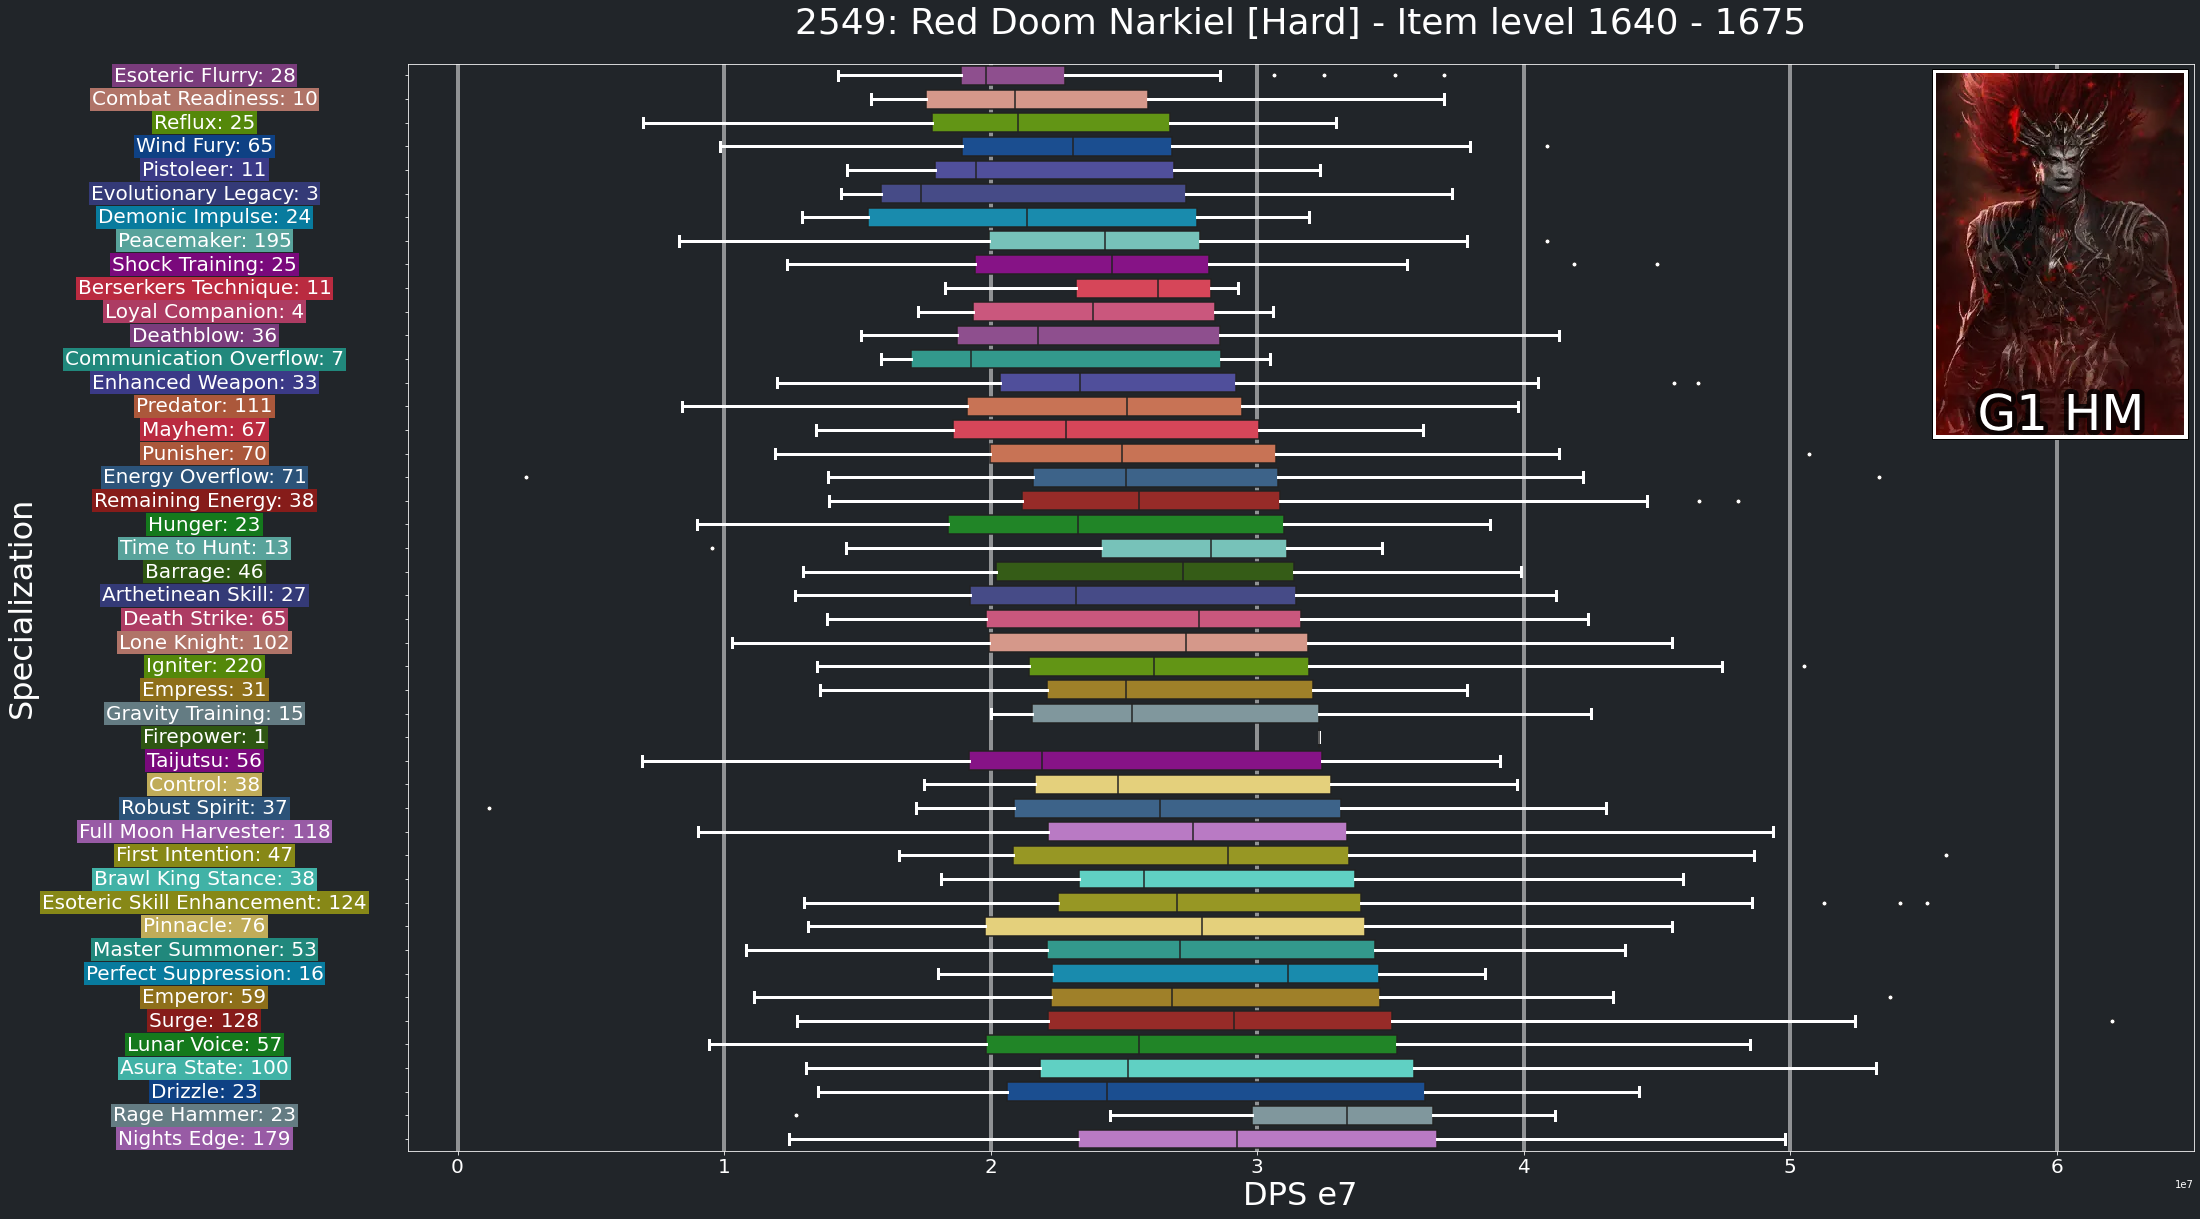 2549: Red Doom Narkiel [Hard] - Item level 1640 - 1675
Esoteric Flurry: 28
Combat Readiness: 10
Reflux: 25
Wind Fury: 65
Pistoleer: 11
Evolutionary Legacy: 3
Demonic Impulse: 24
Peacemaker: 195
Shock Training: 25
Berserkers Technique: 11
Loyal Companion: 4
Deathblow: 36
Communication Overflow: 7
Enhanced Weapon: 33
Predator: 111
Mayhem: 67
Punisher: 70
Energy Overflow: 71
Remaining Energy: 38
Hunger: 23
Time to Hunt: 13
Barrage: 46
Arthetinean Skill: 27
Death Strike: 65
Lone Knight: 102
Igniter: 220
Empress: 31
Gravity Training: 15
Firepower: 1
Taijutsu: 56
Control: 38
Robust Spirit: 37
Full Moon Harvester: 118
First Intention: 47
Brawl King Stance: 38
Esoteric Skill Enhancement: 124
Pinnacle: 76
Master Summoner: 53
Perfect Suppression: 16
Emperor: 59
Surge: 128
Lunar Voice: 57
Asura State: 100
Drizzle: 23
Rage Hammer: 23
Nights Edge: 179
Specialization
G1 HM
0 1 2 3 4 5 6
DPS e7
1e7